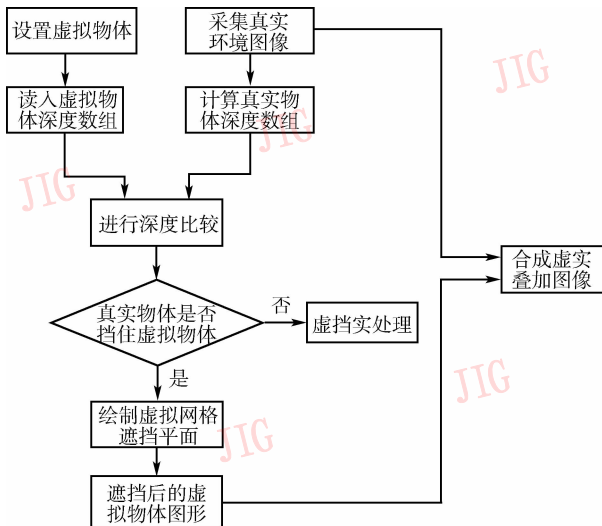 设置虚拟物体
采集真实
环境图像
读入虚拟物
体深度数组
计算真实物
体深度数组
进行深度比较
真实物体是否
挡住虚拟物体
否
虚挡实处理
是
绘制虚拟网格
遮挡平面
遮挡后的虚
拟物体图形
合成虚实
叠加图像
JIG
JIG
JIG
JIG
JIG